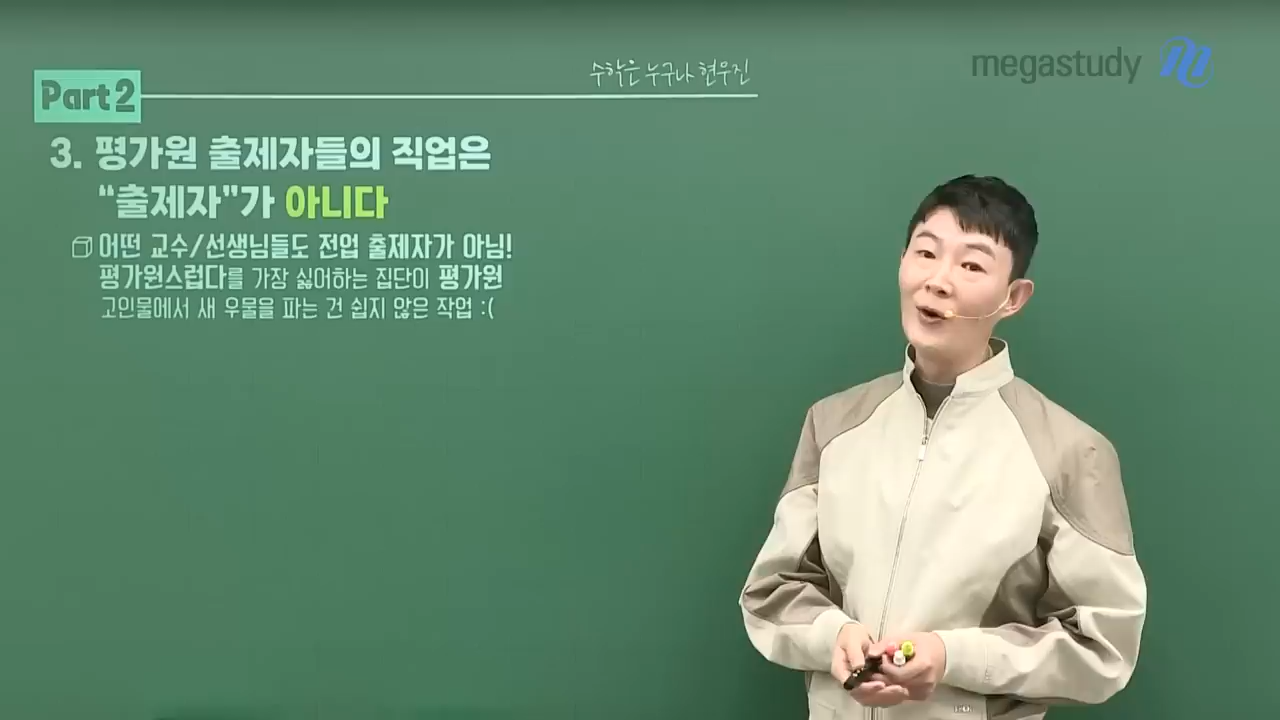 수학은 누구나 현우진
megastudy
Part 2
3. 평가원 출제자들의 직업은
“출제자”가 아니다
어떤 교수/선생님들도 전업 출제자가 아님!
평가원스럽다를 가장 싫어하는 집단이 평가원
고인물에서 새 우물을 파는 건 쉽지 않은 작업 :(